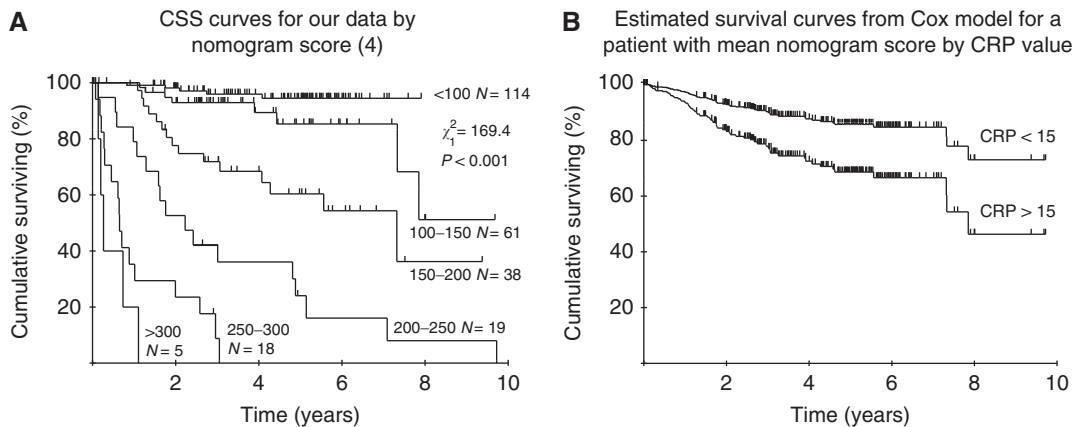 A
CSS curves for our data by
nomogram score (4)
Cumulative surviving (%)
100
80
60
40
20
<100 N = 114
χ²₁ = 169.4
P < 0.001
100–150 N = 61
150–200 N = 38
200–250 N = 19
250–300
N = 18
>300
N = 5
2 4 6 8 10
Time (years)
B
Estimated survival curves from Cox model for a
patient with mean nomogram score by CRP value
Cumulative surviving (%)
100
80
60
40
20
CRP < 15
CRP > 15
0 2 4 6 8 10
Time (years)